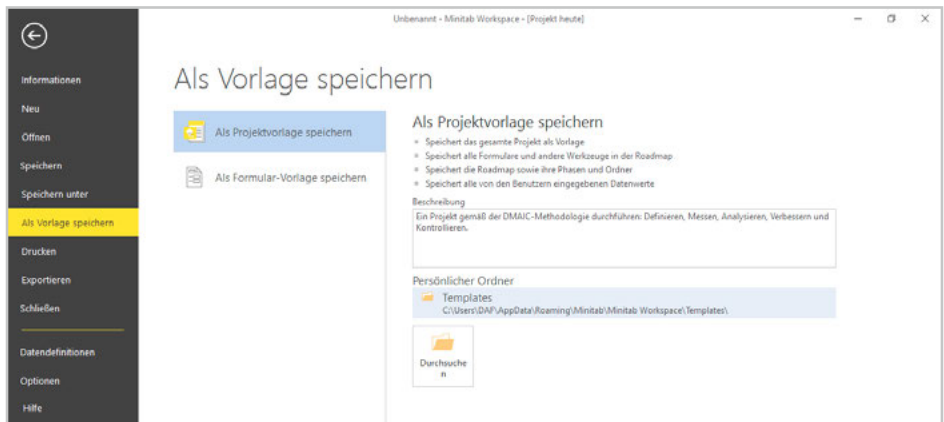 Unbenannt - Minitab Workspace - [Projekt heute]
Informationen
Neu
Öffnen
Speichern
Speichern unter
Als Vorlage speichern
Drucken
Exportieren
Schließen
Datendefinitionen
Optionen
Hilfe
Als Vorlage speichern
Als Projektvorlage speichern
Als Formular-Vorlage speichern
Als Projektvorlage speichern
Speichert das gesamte Projekt als Vorlage
Speichert alle Formulare und andere Werkzeuge in der Roadmap
Speichert die Roadmap sowie ihre Phasen und Ordner
Speichert alle von den Benutzern eingegebenen Datenwerte
Beschreibung
Ein Projekt gemäß der DMAIC-Methodologie durchführen: Definieren, Messen, Analysieren, Verbessern und
Kontrollieren.
Persönlicher Ordner
Templates
C:\Users\DAF\AppData\Roaming\Minitab\Minitab Workspace\Templates\
Durchsuche
n